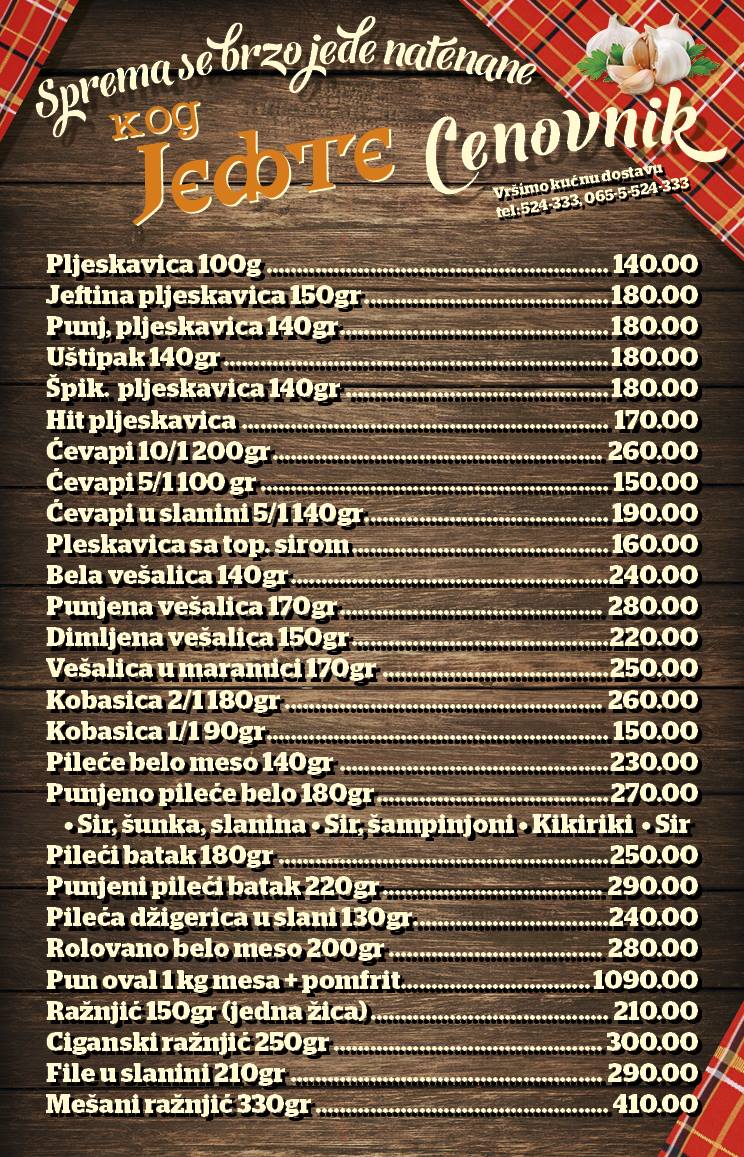 Sprema se brzo jede natenane
КОД
ЈЕФТЕ
Cenovnik
Vršimo kućnu dostavu
tel:524-333, 065-5-524-333
Pljeskavica 100g ........ 140.00
Jeftina pljeskavica 150gr ........ 180.00
Punj, pljeskavica 140gr ........ 180.00
Uštipak 140gr ........ 180.00
Špik. pljeskavica 140gr ........ 180.00
Hit pljeskavica ........ 170.00
Ćevapi 10/1 200gr ........ 260.00
Ćevapi 5/1 100 gr ........ 150.00
Ćevapi u slanini 5/1 140gr ........ 190.00
Pleskavica sa top. sirom ........ 160.00
Bela vešalica 140gr ........ 240.00
Punjena vešalica 170gr ........ 280.00
Dimljena vešalica 150gr ........ 220.00
Vešalica u maramici 170gr ........ 250.00
Kobasica 2/1 180gr ........ 260.00
Kobasica 1/1 90gr ........ 150.00
Pileće belo meso 140gr ........ 230.00
Punjeno pileće belo 180gr ........ 270.00
• Sir, šunka, slanina • Sir, šampinjoni • Kikiriki • Sir
Pileći batak 180gr ........ 250.00
Punjeni pileći batak 220gr ........ 290.00
Pileća džigerica u slani 130gr ........ 240.00
Rolovano belo meso 200gr ........ 280.00
Pun oval 1 kg mesa + pomfrit ........ 1090.00
Ražnjić 150gr (jedna žica) ........ 210.00
Ciganski ražnjić 250gr ........ 300.00
File u slanini 210gr ........ 290.00
Mešani ražnjić 330gr ........ 410.00